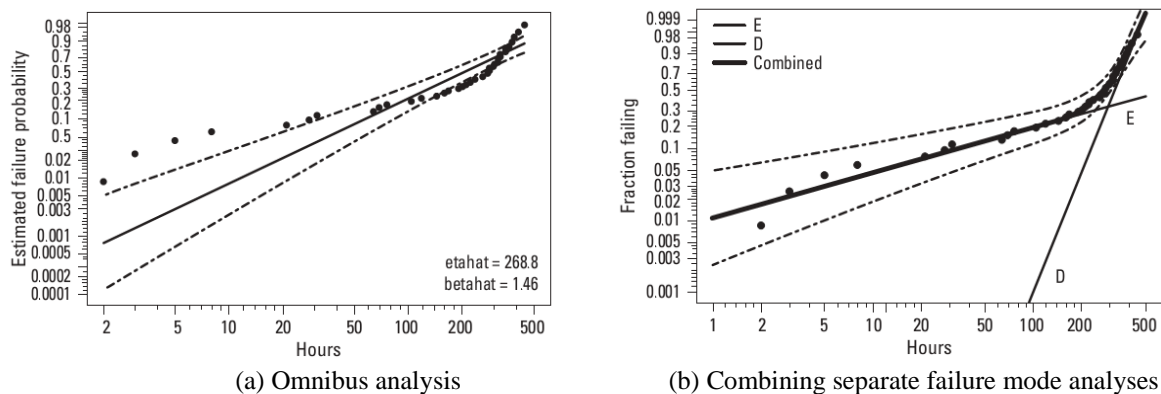 Estimated failure probability
0.98
0.9
0.7
0.5
0.3
0.2
0.1
0.5
0.02
0.01
0.005
0.003
0.001
0.0005
0.0002
0.0001
etahat = 268.8
betahat = 1.46
2 5 10 20 50 100 200 500
Hours
(a) Omnibus analysis
Fraction failing
0.999
0.98
0.9
0.7
0.5
0.3
0.2
0.1
0.05
0.03
0.01
0.005
0.003
0.001
E
D
Combined
E
D
1 2 5 10 20 50 100 200 500
Hours
(b) Combining separate failure mode analyses